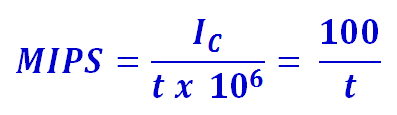 MIPS = I_C / (t x 10^6) = 100 / t